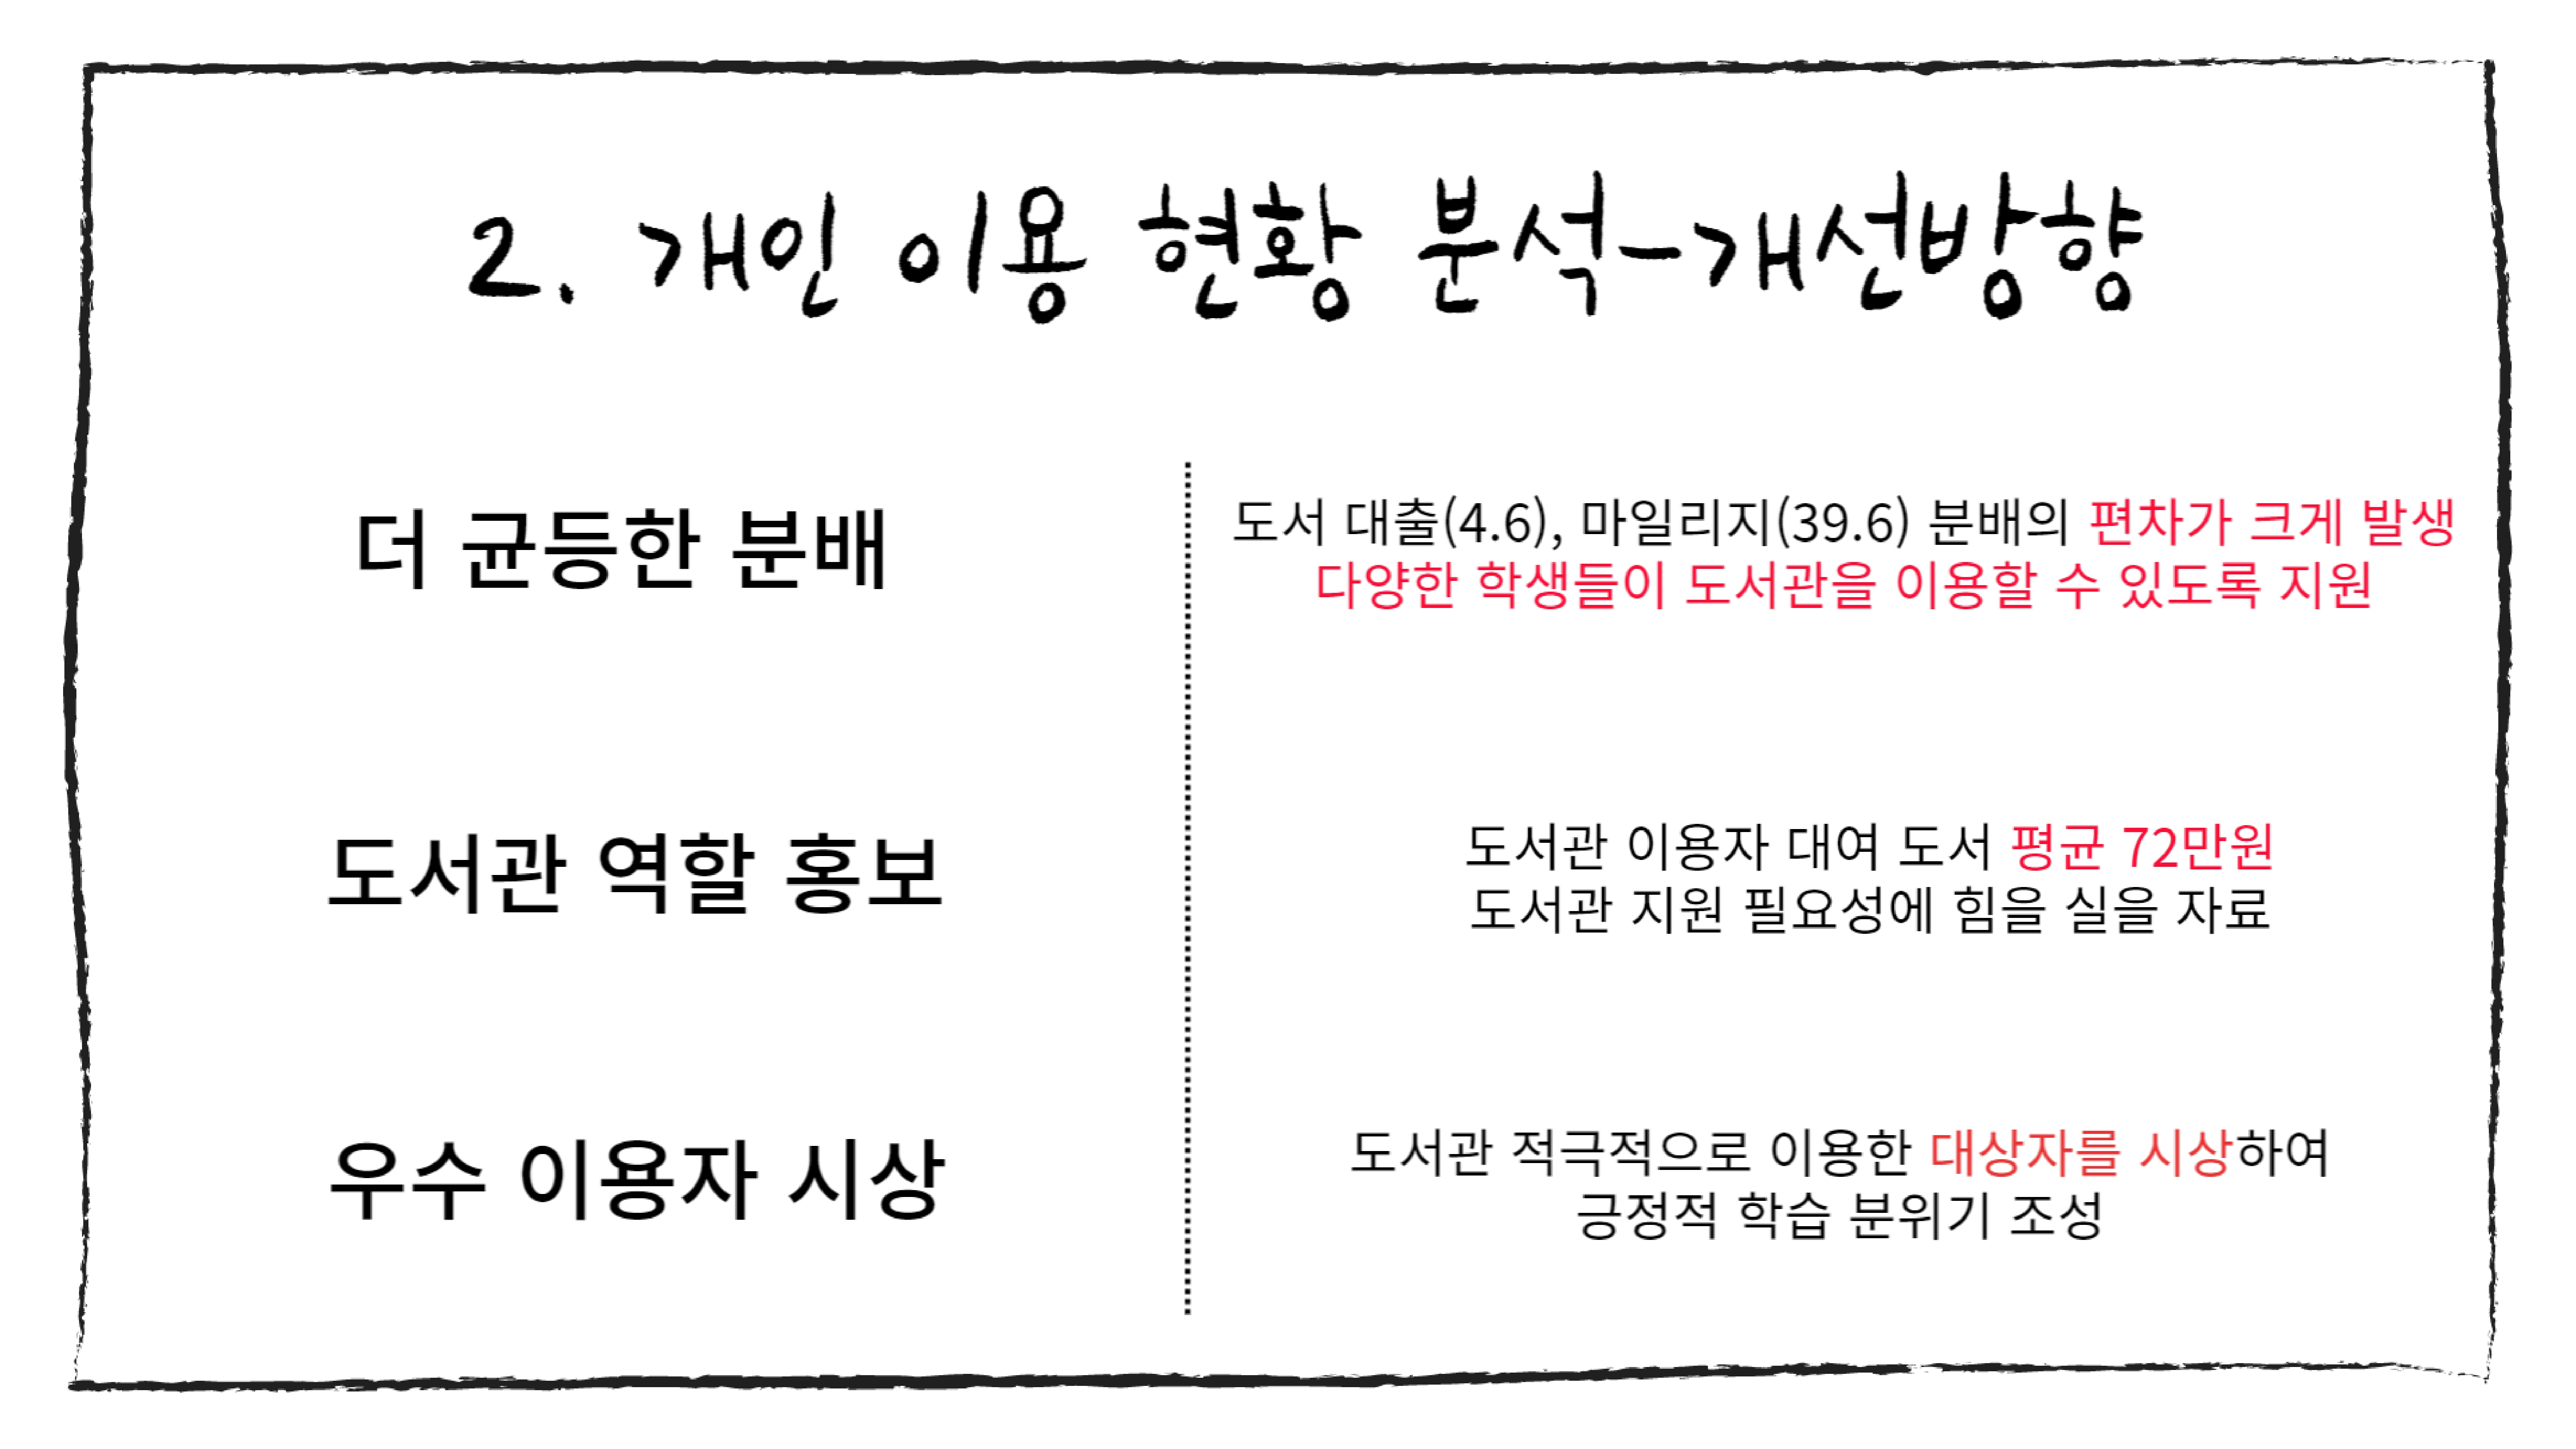 2. 개인 이용 현황 분석-개선방향
더 균등한 분배
도서 대출(4.6), 마일리지(39.6) 분배의 편차가 크게 발생
다양한 학생들이 도서관을 이용할 수 있도록 지원
도서관 역할 홍보
도서관 이용자 대여 도서 평균 72만원
도서관 지원 필요성에 힘을 실을 자료
우수 이용자 시상
도서관 적극적으로 이용한 대상자를 시상하여
긍정적 학습 분위기 조성